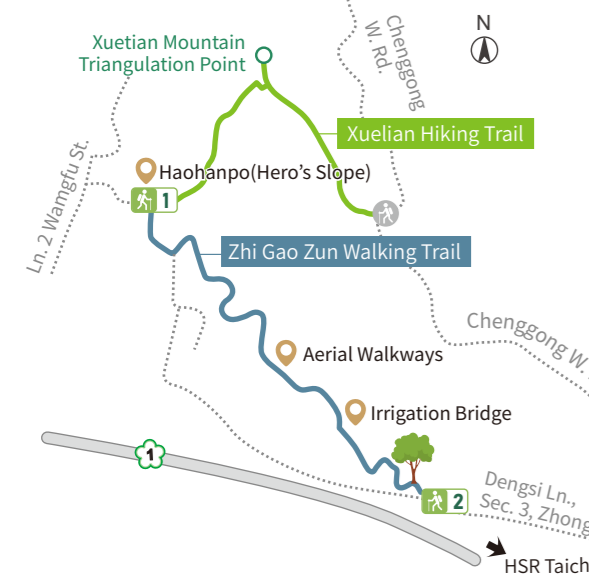 N
Xuetian Mountain
Triangulation Point
Chenggong
W. Rd.
Xuelian Hiking Trail
Haohanpo(Hero's Slope)
1
Ln. 2 Wamgfu St.
Zhi Gao Zun Walking Trail
Chenggong W.
Aerial Walkways
Irrigation Bridge
1
Dengsi Ln.,
Sec. 3, Zhong
2
HSR Taich